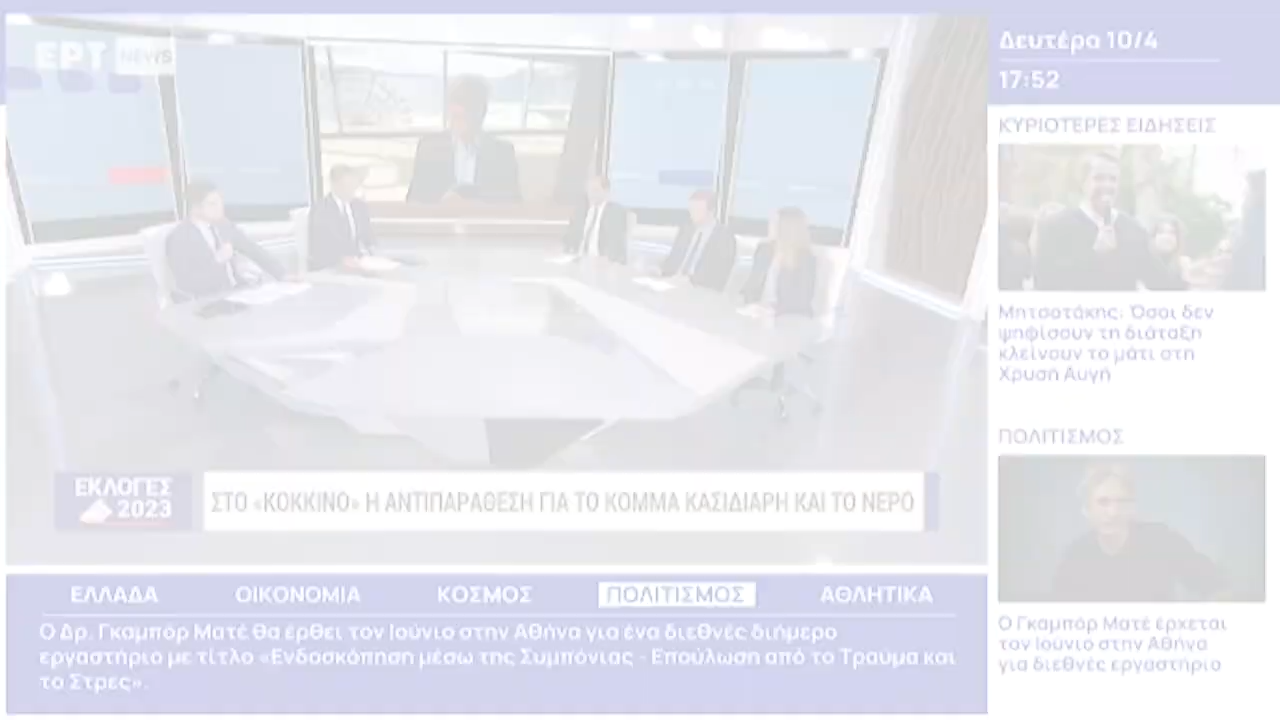 ΕΡΤ NEWS
Δευτέρα 10/4
17:52
ΚΥΡΙΟΤΕΡΕΣ ΕΙΔΗΣΕΙΣ
Μητσοτάκης: Όσοι δεν
ψηφίσουν τη διάταξη
κλείνουν το μάτι στη
Χρυσή Αυγή
ΠΟΛΙΤΙΣΜΟΣ
Ο Γκαμπόρ Ματέ έρχεται
τον Ιούνιο στην Αθήνα
για διεθνές εργαστήριο
ΕΚΛΟΓΕΣ
2023
ΣΤΟ «ΚΟΚΚΙΝΟ» Η ΑΝΤΙΠΑΡΑΘΕΣΗ ΓΙΑ ΤΟ ΚΟΜΜΑ ΚΑΣΙΔΙΑΡΗ ΚΑΙ ΤΟ ΝΕΡΟ
ΕΛΛΑΔΑ ΟΙΚΟΝΟΜΙΑ ΚΟΣΜΟΣ ΠΟΛΙΤΙΣΜΟΣ ΑΘΛΗΤΙΚΑ
Ο Δρ. Γκαμπόρ Ματέ θα έρθει τον Ιούνιο στην Αθήνα για ένα διεθνές διήμερο
εργαστήριο με τίτλο «Ενδοσκόπηση μέσω της Συμπόνιας - Επούλωση από το Τραύμα και
το Στρες».